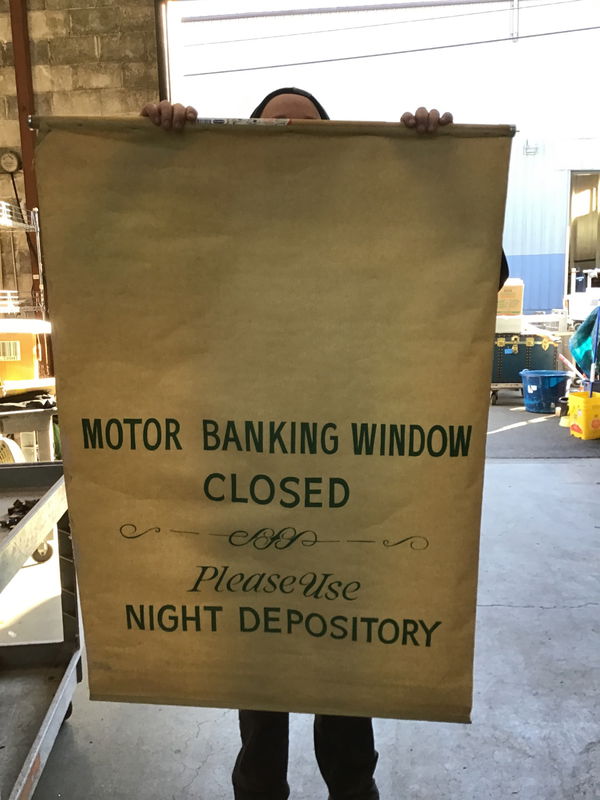 MOTOR BANKING WINDOW
CLOSED
Please Use
NIGHT DEPOSITORY